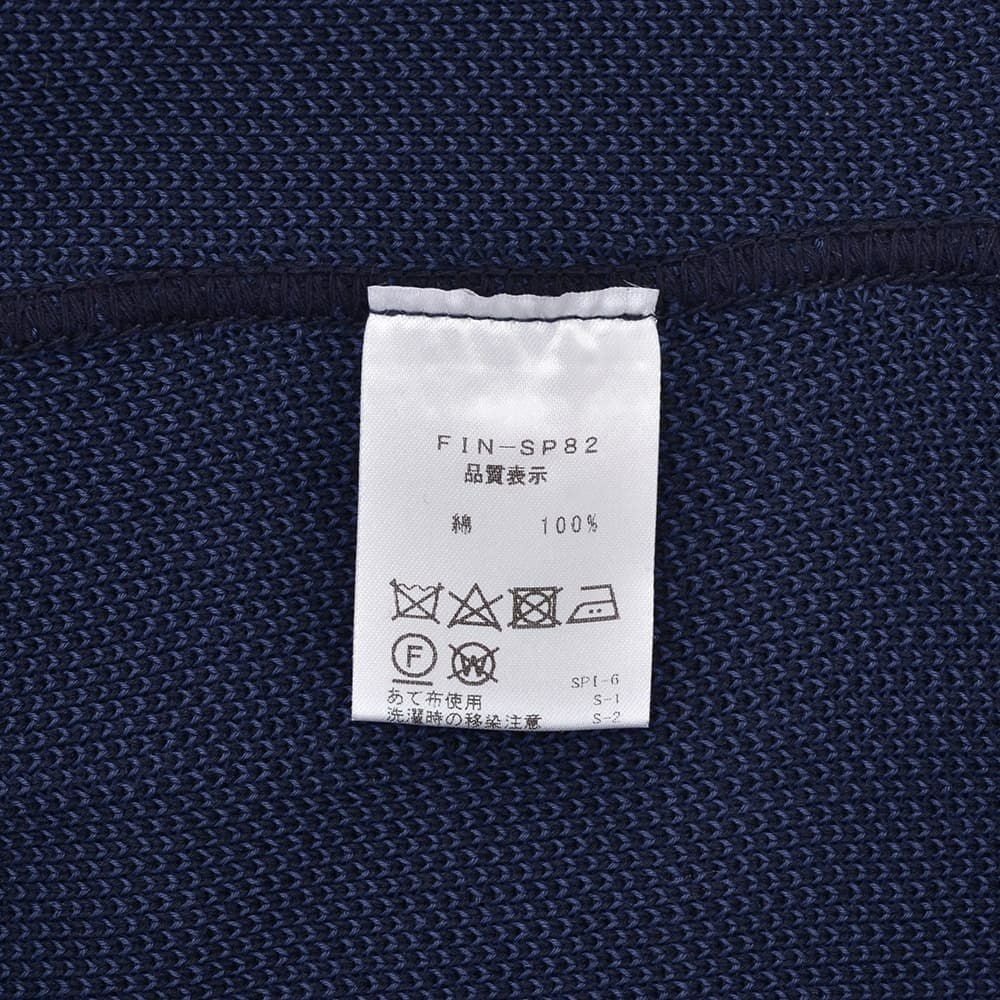 FIN-SP82
品質表示
綿 100%
F W
SPI-6
あて布使用 S-1
洗濯時の移染注意 S-2